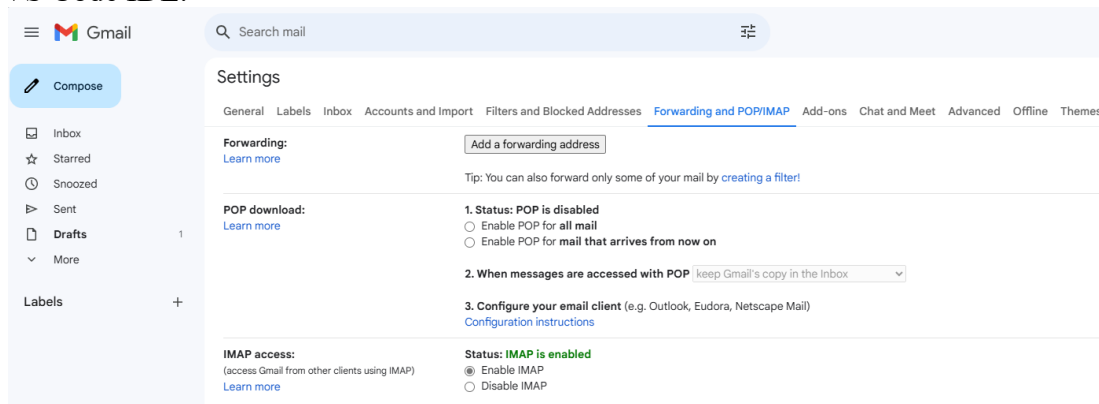 Gmail
Search mail
Compose
Inbox
Starred
Snoozed
Sent
Drafts 1
More
Labels +
Settings
General Labels Inbox Accounts and Import Filters and Blocked Addresses Forwarding and POP/IMAP Add-ons Chat and Meet Advanced Offline Themes
Forwarding:
Learn more
Add a forwarding address
Tip: You can also forward only some of your mail by creating a filter!
POP download:
Learn more
1. Status: POP is disabled
Enable POP for all mail
Enable POP for mail that arrives from now on
2. When messages are accessed with POP keep Gmail's copy in the Inbox
3. Configure your email client (e.g. Outlook, Eudora, Netscape Mail)
Configuration instructions
IMAP access:
(access Gmail from other clients using IMAP)
Learn more
Status: IMAP is enabled
Enable IMAP
Disable IMAP